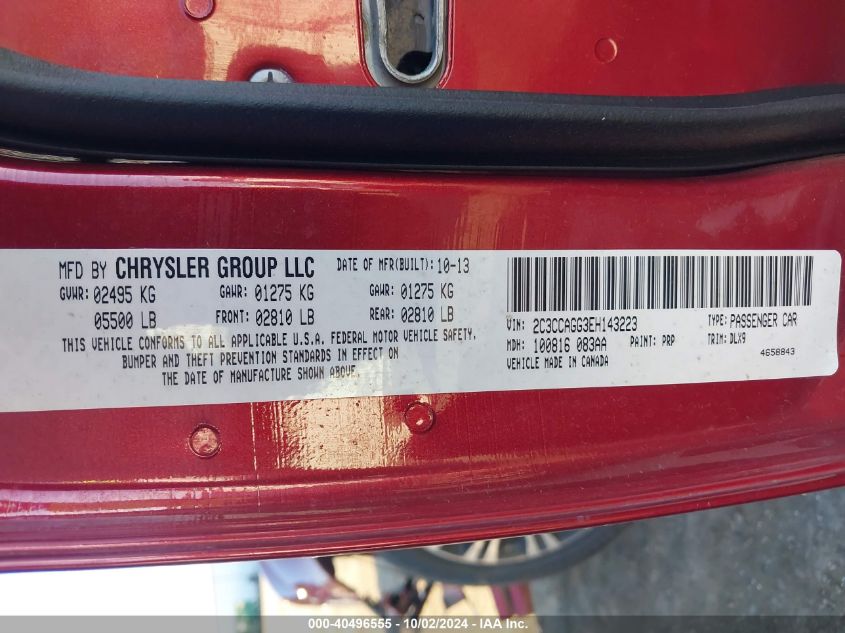 MFD BY CHRYSLER GROUP LLC DATE OF MFR(BUILT): 10-13
GVWR: 02495 KG GAWR: 01275 KG GAWR: 01275 KG
05500 LB FRONT: 02810 LB REAR: 02810 LB
THIS VEHICLE CONFORMS TO ALL APPLICABLE U.S.A. FEDERAL MOTOR VEHICLE SAFETY,
BUMPER AND THEFT PREVENTION STANDARDS IN EFFECT ON
THE DATE OF MANUFACTURE SHOWN ABOVE.
VIN: 2C3CCAGG3EH143223 TYPE: PASSENGER CAR
MDH: 100816 083AA PAINT: PRP TRIM: DLX9
VEHICLE MADE IN CANADA 4658843
000-40496555 - 10/02/2024 - IAA Inc.